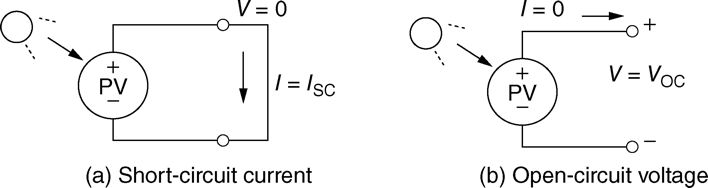 V = 0
+
PV
−
I = I_SC
(a) Short-circuit current
I = 0
+
+
PV
−
V = V_OC
−
(b) Open-circuit voltage